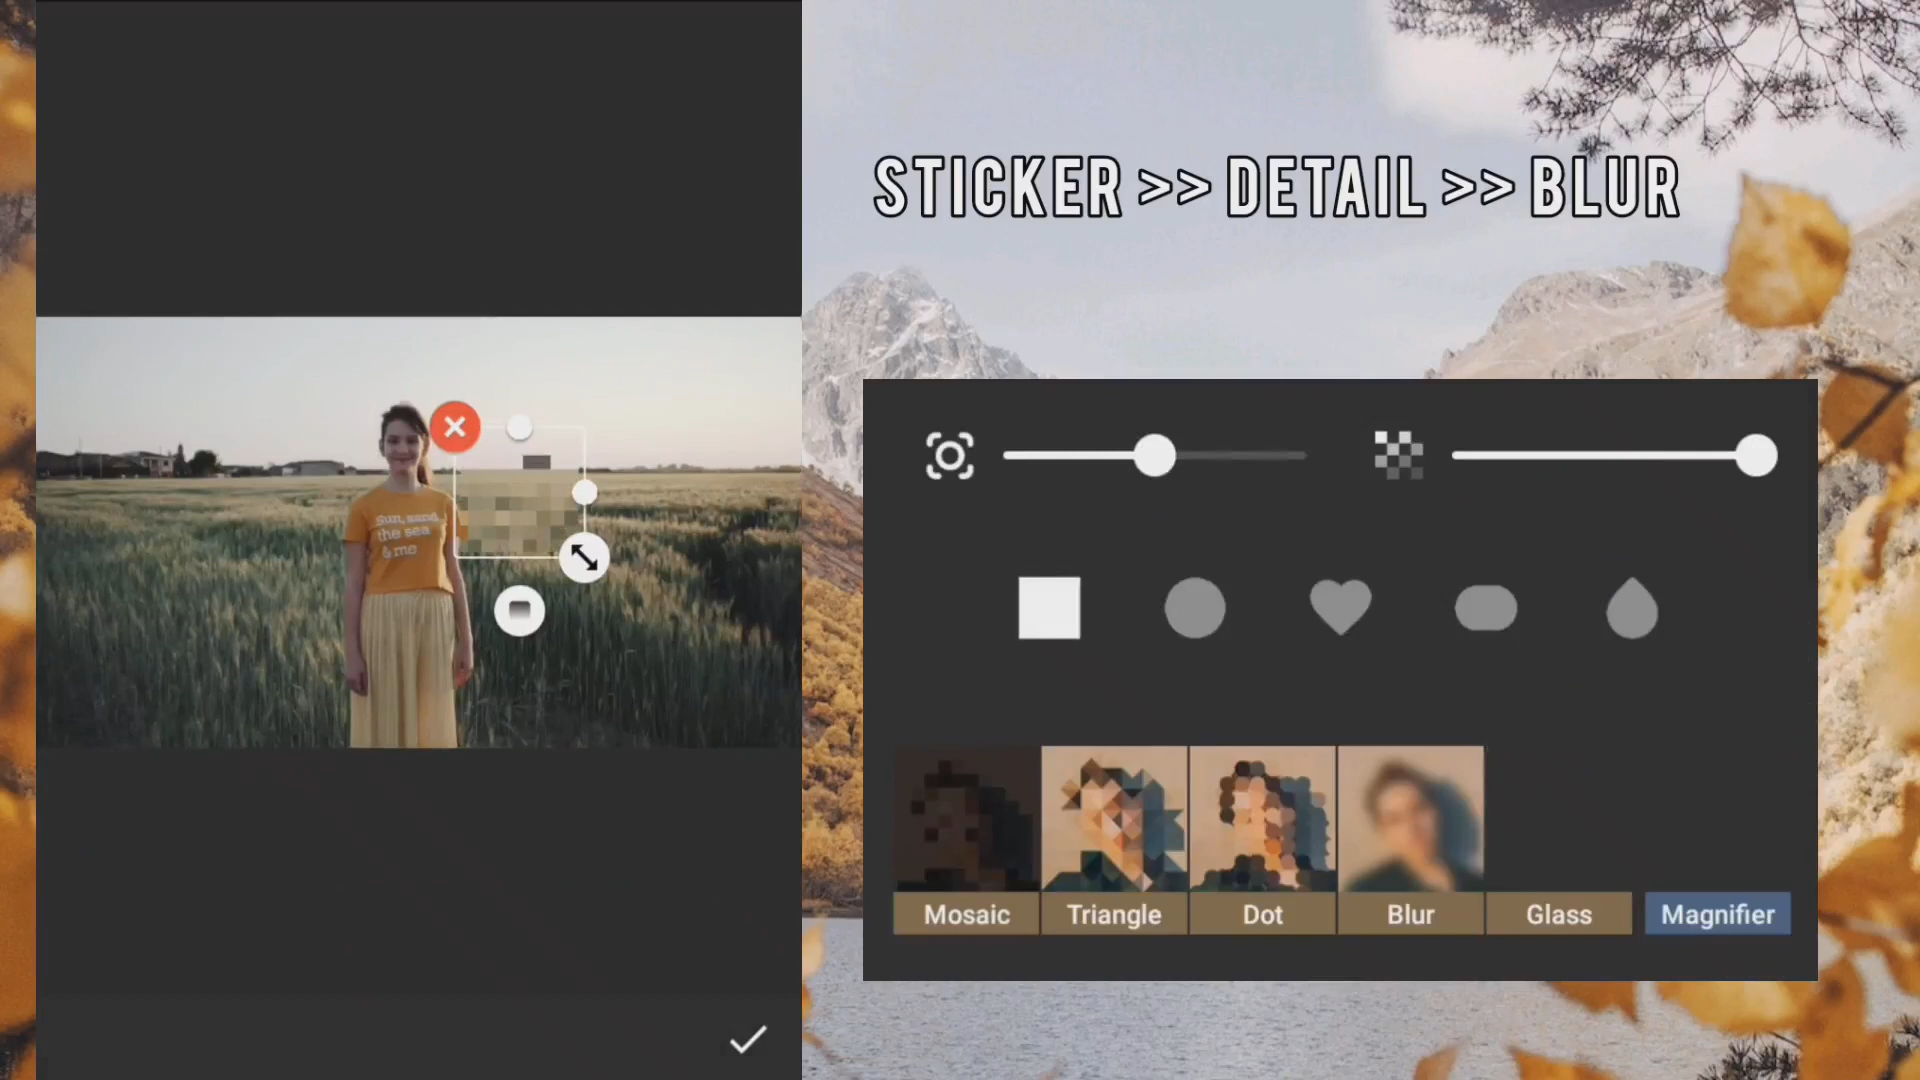 STICKER >> DETAIL >> BLUR
Sun, sand,
the sea
& me
Mosaic Triangle Dot Blur Glass Magnifier